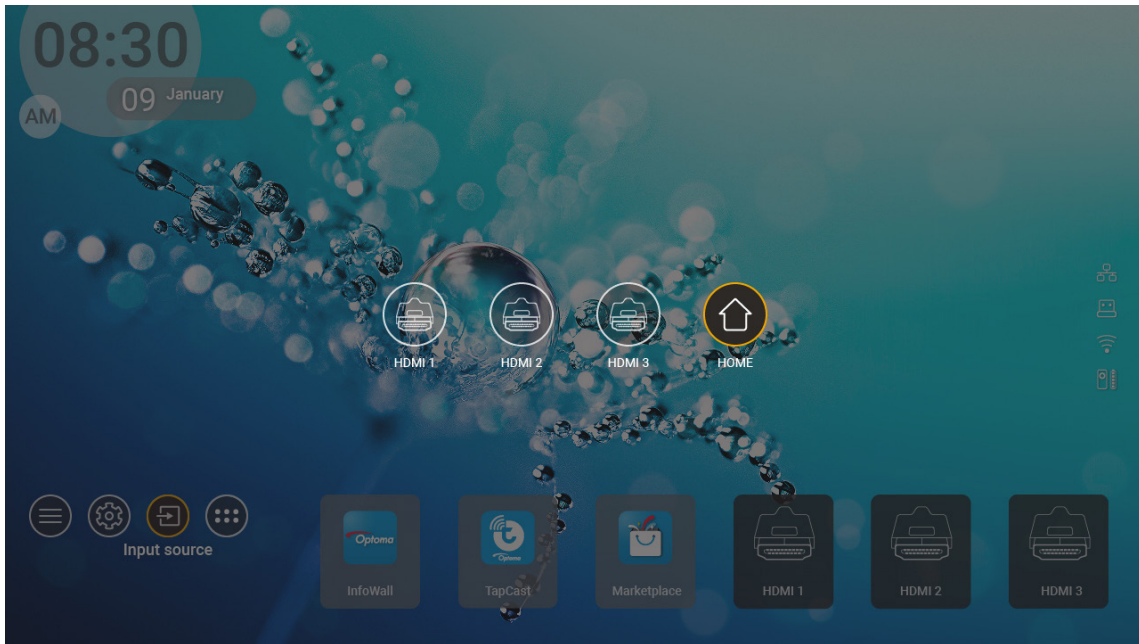 08:30
AM
09 January
HDMI 1
HDMI 2
HDMI 3
HOME
Input source
Optoma
InfoWall
Optoma
TapCast
Marketplace
HDMI 1
HDMI 2
HDMI 3